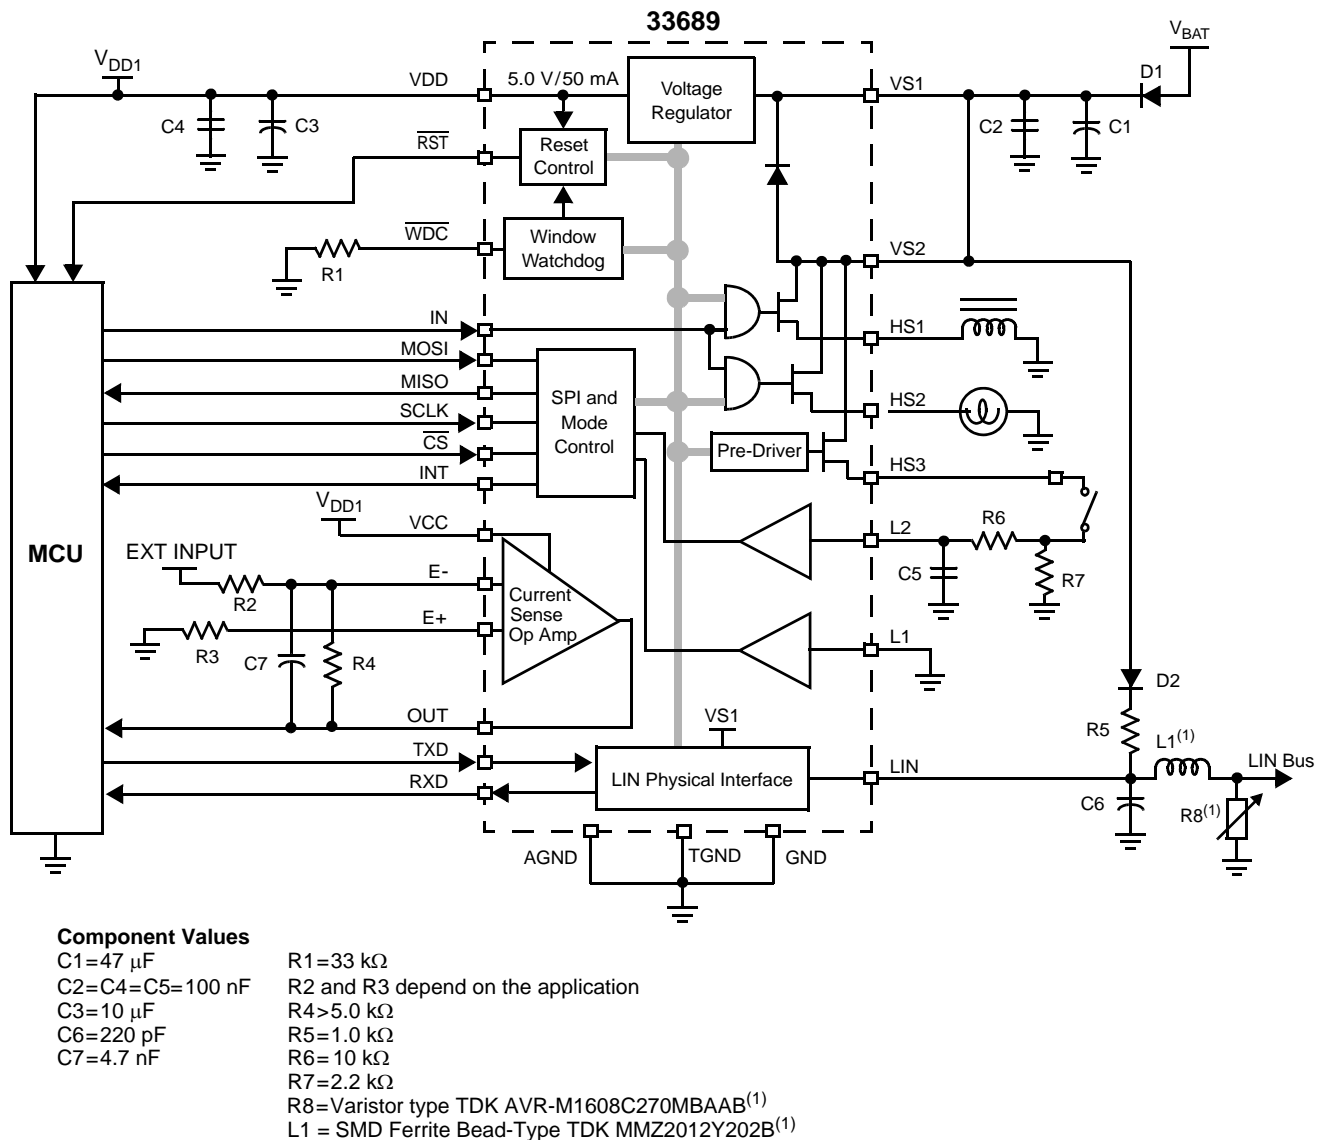 33689
VBAT
VDD1
VDD
5.0 V/50 mA
Voltage
Regulator
VS1
D1
C4
C3
C2
C1
RST
Reset
Control
WDC
Window
Watchdog
VS2
R1
IN
HS1
MOSI
MISO
SPI and
Mode
Control
HS2
SCLK
CS
Pre-Driver
HS3
INT
VDD1
VCC
L2
R6
MCU
EXT INPUT
E-
Current
Sense
Op Amp
C5
R7
R2
E+
L1
R3
C7
R4
D2
OUT
VS1
R5
L1(1)
TXD
LIN Physical Interface
LIN
LIN Bus
RXD
C6
R8(1)
AGND
TGND
GND
Component Values
C1=47 μF
C2=C4=C5=100 nF
C3=10 μF
C6=220 pF
C7=4.7 nF
R1=33 kΩ
R2 and R3 depend on the application
R4>5.0 kΩ
R5=1.0 kΩ
R6=10 kΩ
R7=2.2 kΩ
R8=Varistor type TDK AVR-M1608C270MBAAB(1)
L1 = SMD Ferrite Bead-Type TDK MMZ2012Y202B(1)